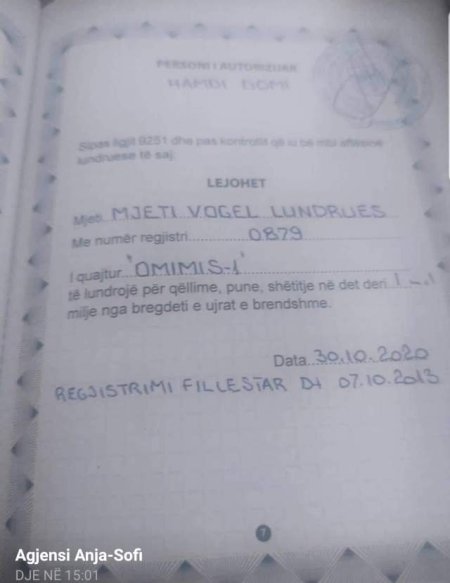 PERSONI I AUTORIZUAR
HAMDI
Sipas ligjit 9251 dhe pas kontrollit që iu bë mbi aftësinë
lundruese të saj:
LEJOHET
Mjeti MJETI VOGEL LUNDRUES
Me numër regjistri 0879
I quajtur "OMIMIS-1"
të lundrojë për qëllime, pune, shëtitje në det deri
milje nga bregdeti e ujrat e brendshme.
Data 30.10.2020
REGJISTRIMI FILLESTAR Dt 07.10.2013
7
Agjensi Anja-Sofi
DJE NË 15:01